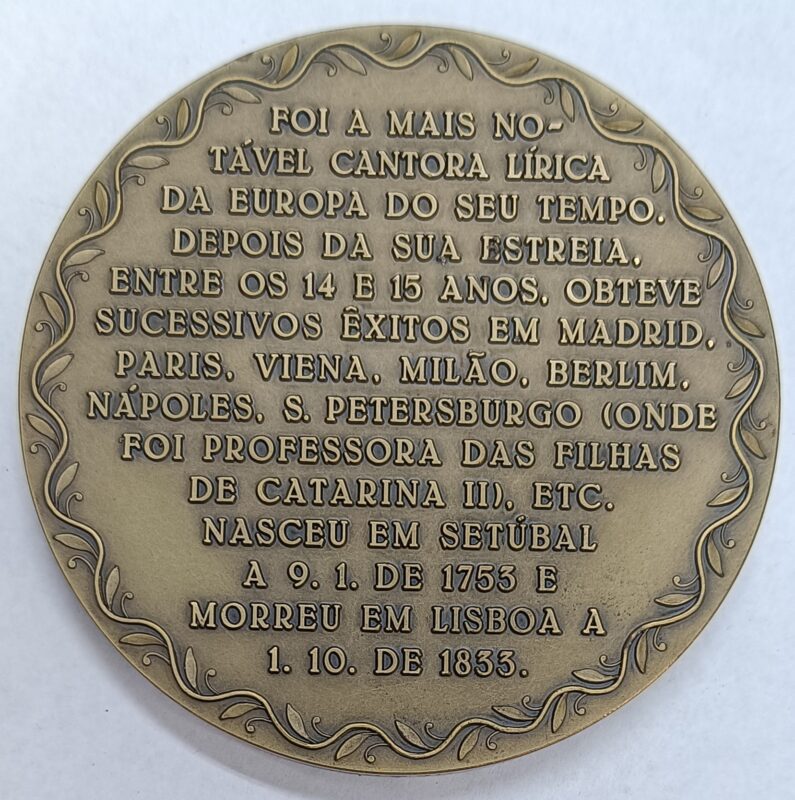 FOI A MAIS NO-
TÁVEL CANTORA LÍRICA
DA EUROPA DO SEU TEMPO.
DEPOIS DA SUA ESTREIA,
ENTRE OS 14 E 15 ANOS, OBTEVE
SUCESSIVOS ÊXITOS EM MADRID,
PARIS, VIENA, MILÃO, BERLIM,
NÁPOLES, S. PETERSBURGO (ONDE
FOI PROFESSORA DAS FILHAS
DE CATARINA II), ETC.
NASCEU EM SETÚBAL
A 9. 1. DE 1753 E
MORREU EM LISBOA A
1. 10. DE 1833.